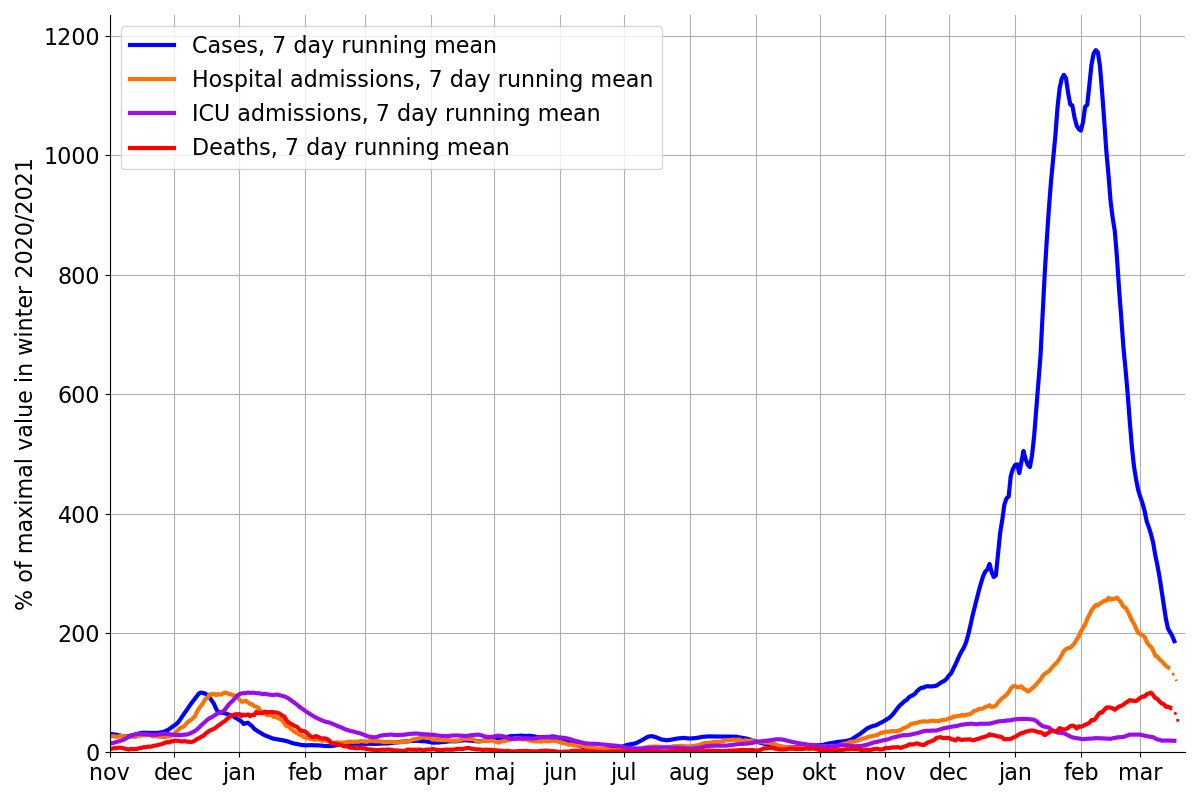 Cases, 7 day running mean
Hospital admissions, 7 day running mean
ICU admissions, 7 day running mean
Deaths, 7 day running mean
% of maximal value in winter 2020/2021
1200
1000
800
600
400
200
0
nov dec jan feb mar apr maj jun jul aug sep okt nov dec jan feb mar